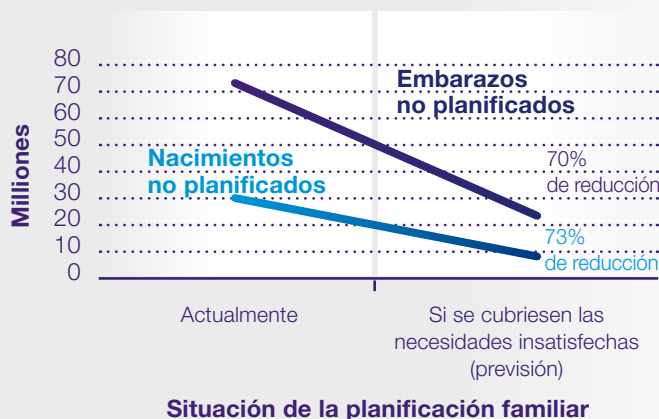 Milliones
80
70
60
50
40
30
20
10
0
Embarazos
no planificados
Nacimientos
no planificados
70%
de reducción
73%
de reducción
Actualmente
Si se cubriesen las
necesidades insatisfechas
(previsión)
Situación de la planificación familiar